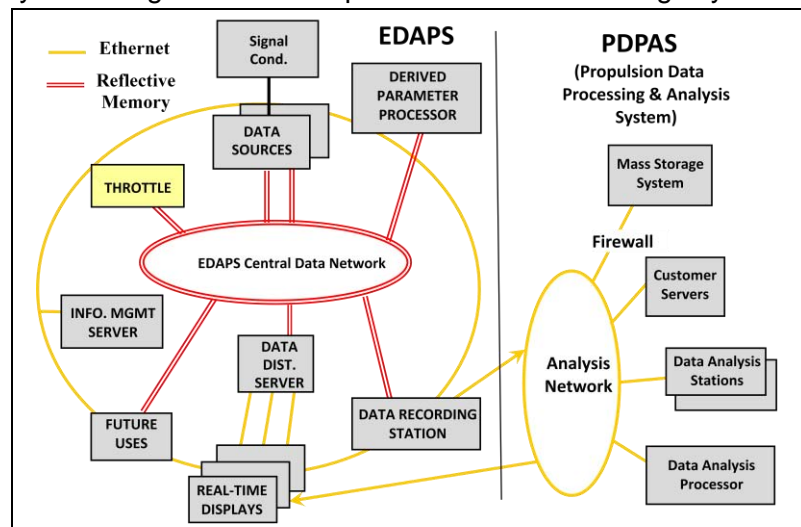 Ethernet
Reflective
Memory
Signal
Cond.
EDAPS
DERIVED
PARAMETER
PROCESSOR
DATA
SOURCES
THROTTLE
EDAPS Central Data Network
INFO. MGMT
SERVER
DATA
DIST.
SERVER
FUTURE
USES
DATA RECORDING
STATION
REAL-TIME
DISPLAYS
PDPAS
(Propulsion Data
Processing & Analysis
System)
Mass Storage
System
Firewall
Customer
Servers
Analysis
Network
Data Analysis
Stations
Data Analysis
Processor